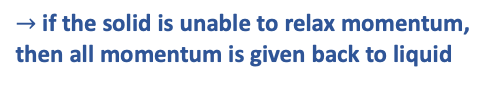 → if the solid is unable to relax momentum,
then all momentum is given back to liquid